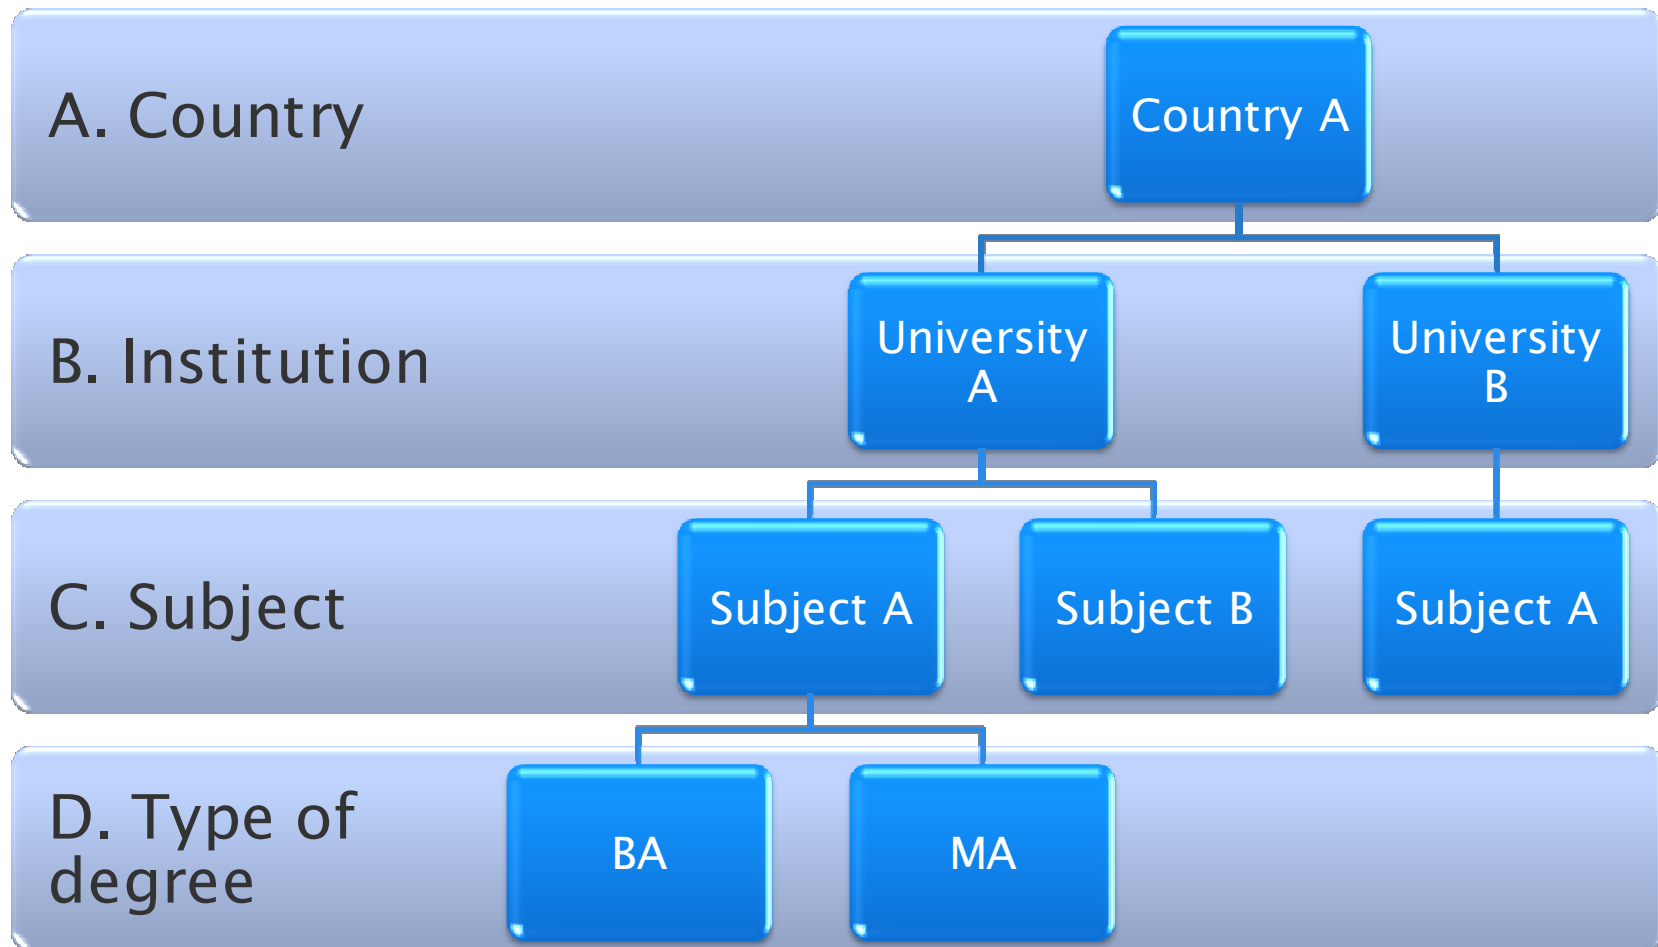 A. Country
Country A
B. Institution
University
A
University
B
C. Subject
Subject A
Subject B
Subject A
D. Type of
degree
BA
MA